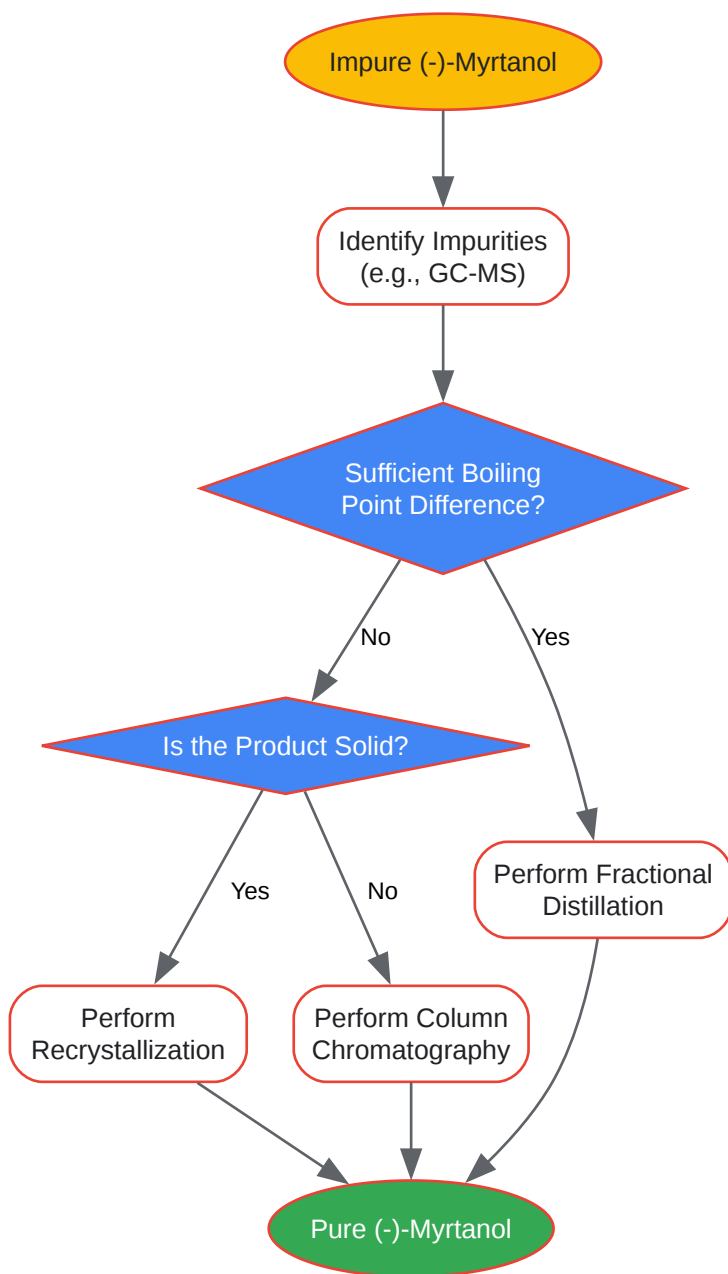 Impure (-)-Myrtanol
Identify Impurities
(e.g., GC-MS)
Sufficient Boiling
Point Difference?
No
Yes
Is the Product Solid?
Yes
No
Perform Fractional
Distillation
Perform
Recrystallization
Perform Column
Chromatography
Pure (-)-Myrtanol